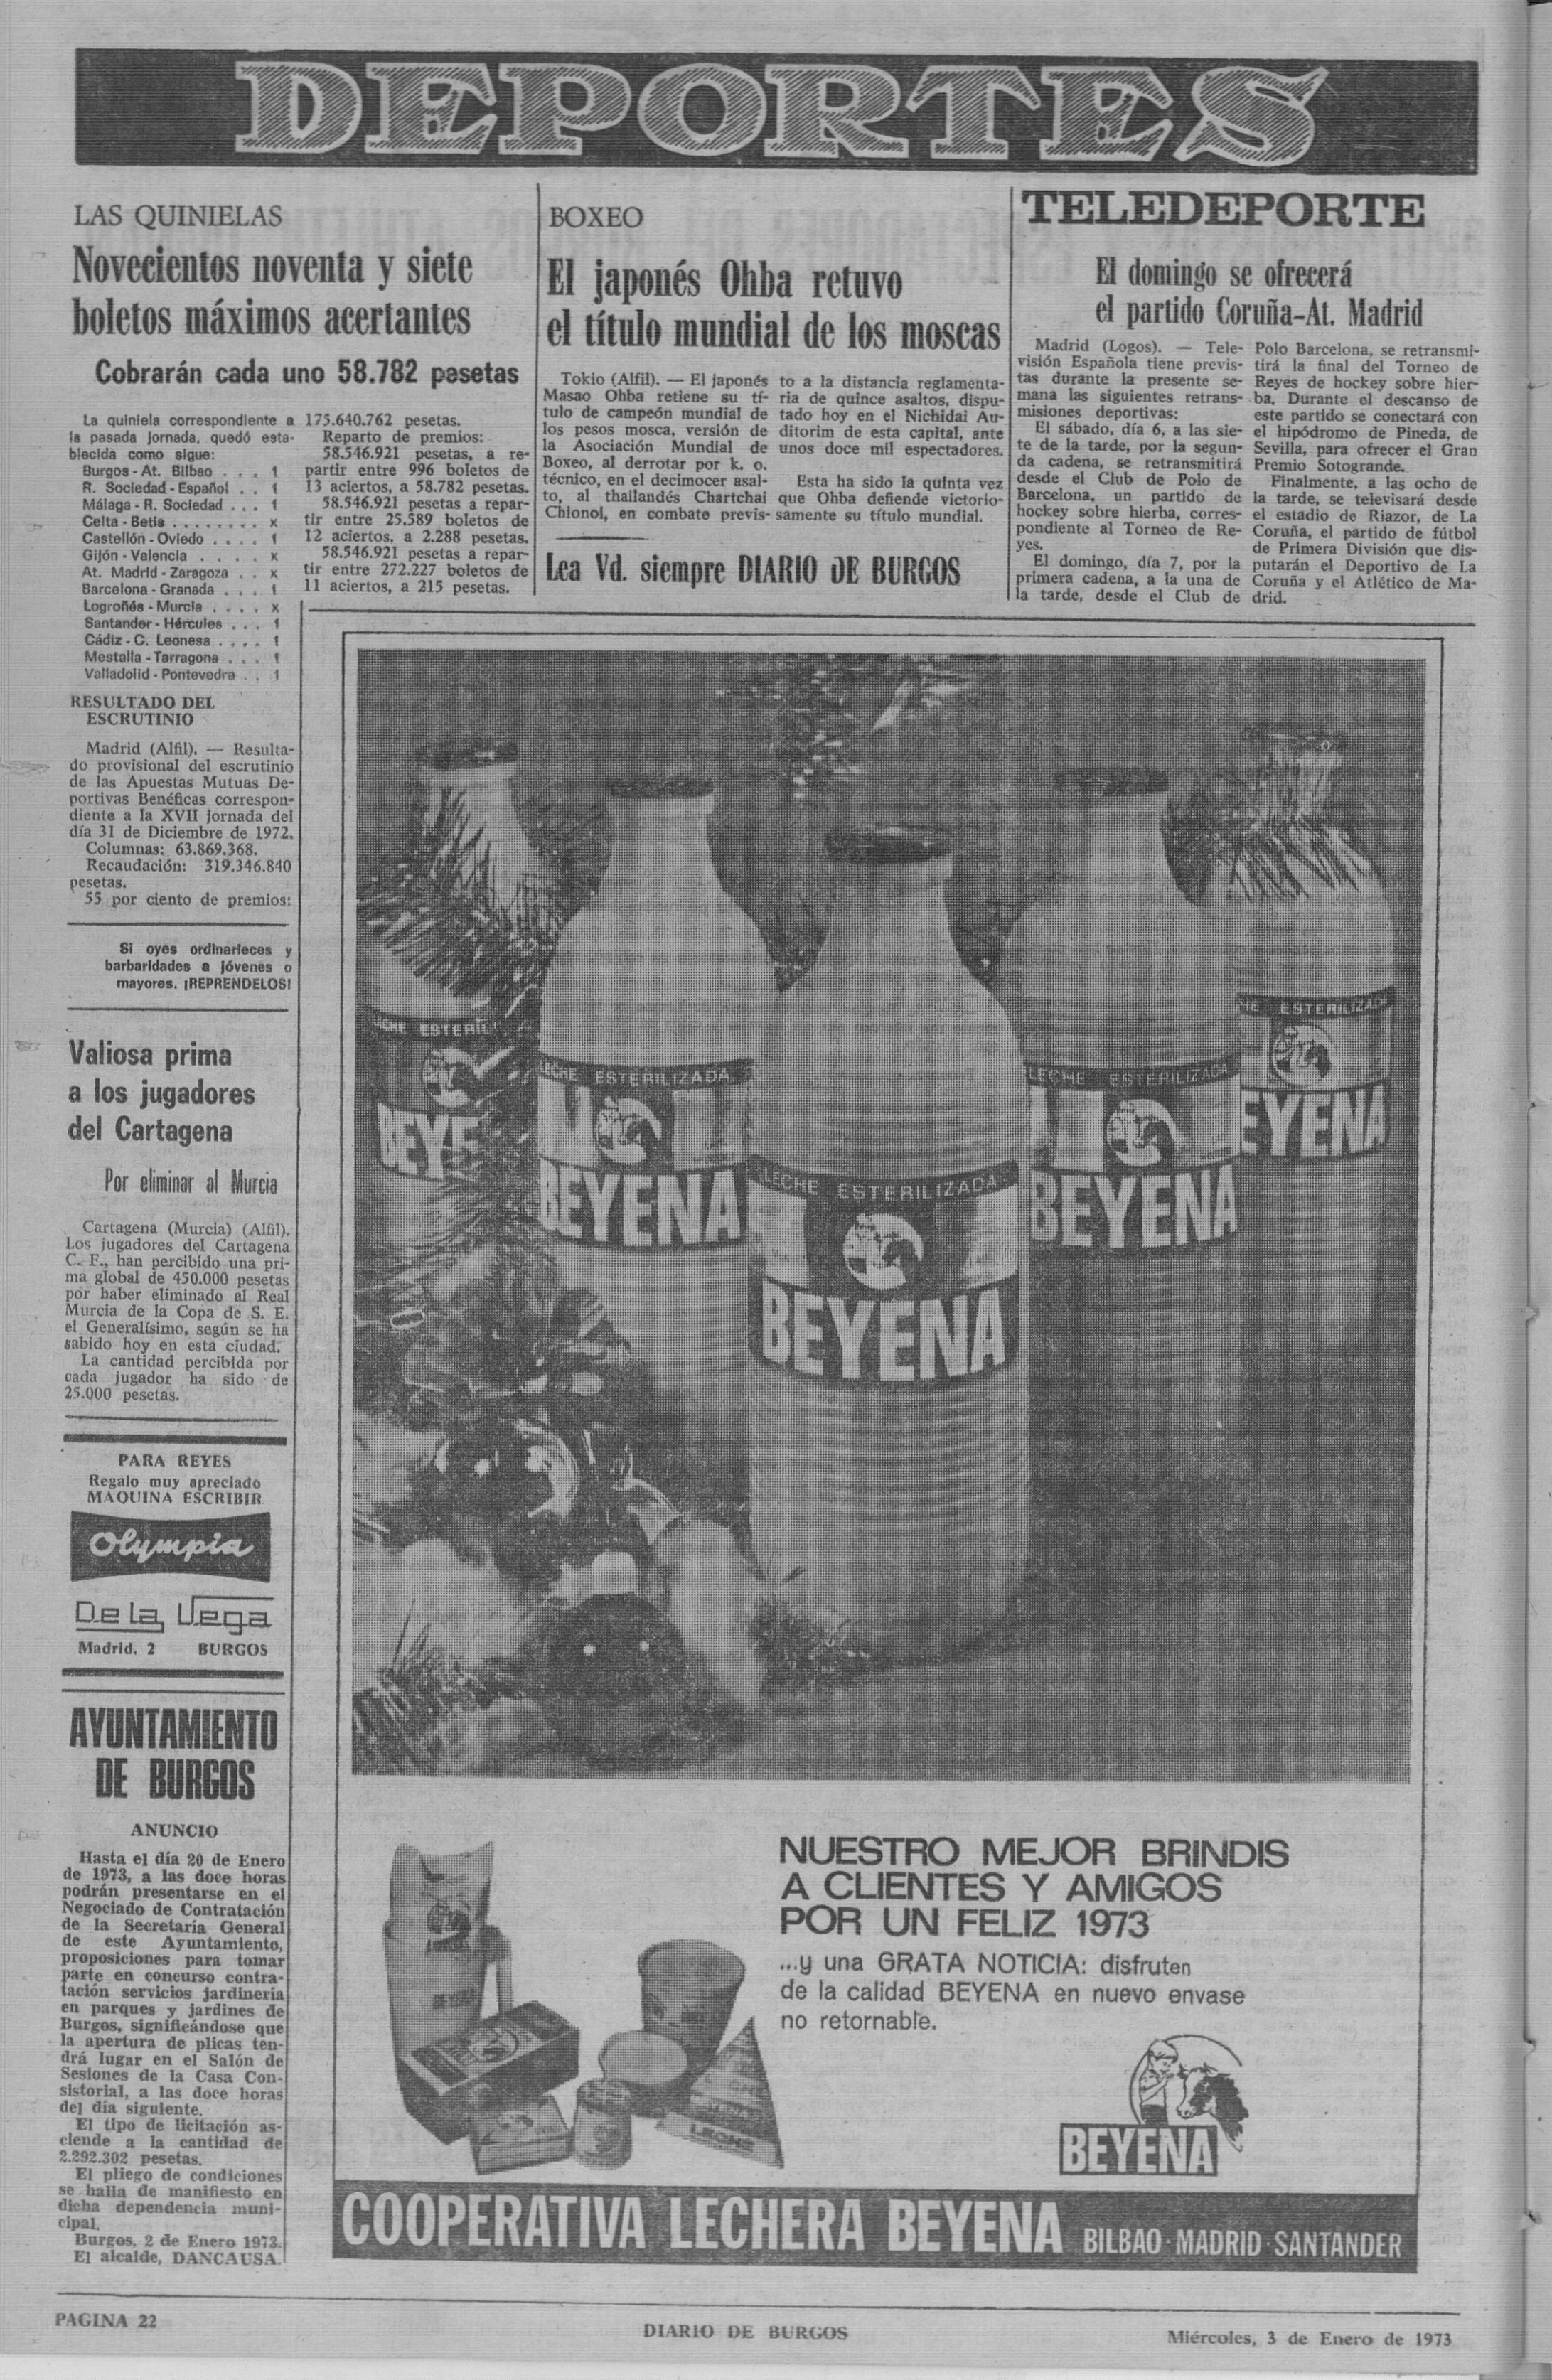 DEPORTES
LAS QUINIELAS
Novecientos noventa y siete
boletos máximos acertantes
Cobrarán cada uno 58.782 pesetas
La quiniela correspondiente a
la pasada jornada, quedó esta-
blecida como sigue:
Burgos - At. Bilbao . . . 1
R. Sociedad - Español . . 1
Málaga - R. Sociedad . . . 1
Celta - Betis . . . . . . . . x
Castellón - Oviedo . . . . 1
Gijón - Valencia . . . . x
At. Madrid - Zaragoza . . x
Barcelona - Granada . . . 1
Logroñés - Murcia . . . . x
Santander - Hércules . . . 1
Cádiz - C. Leonesa . . . . 1
Mestalla - Tarragona . . . 1
Valladolid - Pontevedra . . 1
RESULTADO DEL
ESCRUTINIO
Madrid (Alfil). — Resulta-
do provisional del escrutinio
de las Apuestas Mutuas De-
portivas Benéficas correspon-
diente a la XVII jornada del
día 31 de Diciembre de 1972.
Columnas: 63.869.368.
Recaudación: 319.346.840
pesetas.
55 por ciento de premios:
175.640.762 pesetas.
Reparto de premios:
58.546.921 pesetas, a re-
partir entre 996 boletos de
13 aciertos, a 58.782 pesetas.
58.546.921 pesetas a repar-
tir entre 25.589 boletos de
12 aciertos, a 2.288 pesetas.
58.546.921 pesetas a repar-
tir entre 272.227 boletos de
11 aciertos, a 215 pesetas.
BOXEO
El japonés Ohba retuvo
el título mundial de los moscas
Tokio (Alfil). — El japonés
Masao Ohba retiene su tí-
tulo de campeón mundial de
los pesos mosca, versión de
la Asociación Mundial de
Boxeo, al derrotar por k. o.
técnico, en el decimocer asal-
to, al thailandés Chartchai
Chionoi, en combate previs-
to a la distancia reglamenta-
ria de quince asaltos, dispu-
tado hoy en el Nichidai Au-
ditorim de esta capital, ante
unos doce mil espectadores.
Esta ha sido la quinta vez
que Ohba defiende victorio-
samente su título mundial.
Lea Vd. siempre DIARIO DE BURGOS
TELEDEPORTE
El domingo se ofrecerá
el partido Coruña-At. Madrid
Madrid (Logos). — Tele-
visión Española tiene previs-
tas durante la presente se-
mana las siguientes retrans-
misiones deportivas:
El sábado, día 6, a las sie-
te de la tarde, por la segun-
da cadena, se retransmitirá
desde el Club de Polo de
Barcelona, un partido de
hockey sobre hierba, corres-
pondiente al Torneo de Re-
yes.
El domingo, día 7, por la
primera cadena, a la una de
la tarde, desde el Club de
Polo Barcelona, se retransmi-
tirá la final del Torneo de
Reyes de hockey sobre hier-
ba. Durante el descanso de
este partido se conectará con
el hipódromo de Pineda, de
Sevilla, para ofrecer el Gran
Premio Sotogrande.
Finalmente, a las ocho de
la tarde, se televisará desde
el estadio de Riazor, de La
Coruña, el partido de fútbol
de Primera División que dis-
putarán el Deportivo de La
Coruña y el Atlético de Ma-
drid.
Si oyes ordinarieces y
barbaridades a jóvenes o
mayores. ¡REPRENDELOS!
Valiosa prima
a los jugadores
del Cartagena
Por eliminar al Murcia
Cartagena (Murcia) (Alfil).
Los jugadores del Cartagena
C. F., han percibido una pri-
ma global de 450.000 pesetas
por haber eliminado al Real
Murcia de la Copa de S. E.
el Generalísimo, según se ha
sabido hoy en esta ciudad.
La cantidad percibida por
cada jugador ha sido de
25.000 pesetas.
PARA REYES
Regalo muy apreciado
MAQUINA ESCRIBIR
Olympia
De la Vega
Madrid, 2 BURGOS
AYUNTAMIENTO
DE BURGOS
ANUNCIO
Hasta el día 20 de Enero
de 1973, a las doce horas
podrán presentarse en el
Negociado de Contratación
de la Secretaría General
de este Ayuntamiento,
proposiciones para tomar
parte en concurso contra-
tación servicios jardinería
en parques y jardines de
Burgos, significándose que
la apertura de plicas ten-
drá lugar en el Salón de
Sesiones de la Casa Con-
sistorial, a las doce horas
del día siguiente.
El tipo de licitación as-
ciende a la cantidad de
2.292.302 pesetas.
El pliego de condiciones
se halla de manifiesto en
dicha dependencia muni-
cipal.
Burgos, 2 de Enero 1973.
El alcalde, DANCAUSA.
LECHE ESTERIL
BEYE
LECHE ESTERILIZADA
BEYENA
LECHE ESTERILIZADA
BEYENA
LECHE ESTERILIZADA
BEYENA
HE ESTERILIZADA
EYENA
NUESTRO MEJOR BRINDIS
A CLIENTES Y AMIGOS
POR UN FELIZ 1973
...y una GRATA NOTICIA: disfruten
de la calidad BEYENA en nuevo envase
no retornable.
BEYENA
LECHE
BEYENA
LECHE
BEYENA
COOPERATIVA LECHERA BEYENA BILBAO · MADRID · SANTANDER
PAGINA 22
DIARIO DE BURGOS
Miércoles, 3 de Enero de 1973